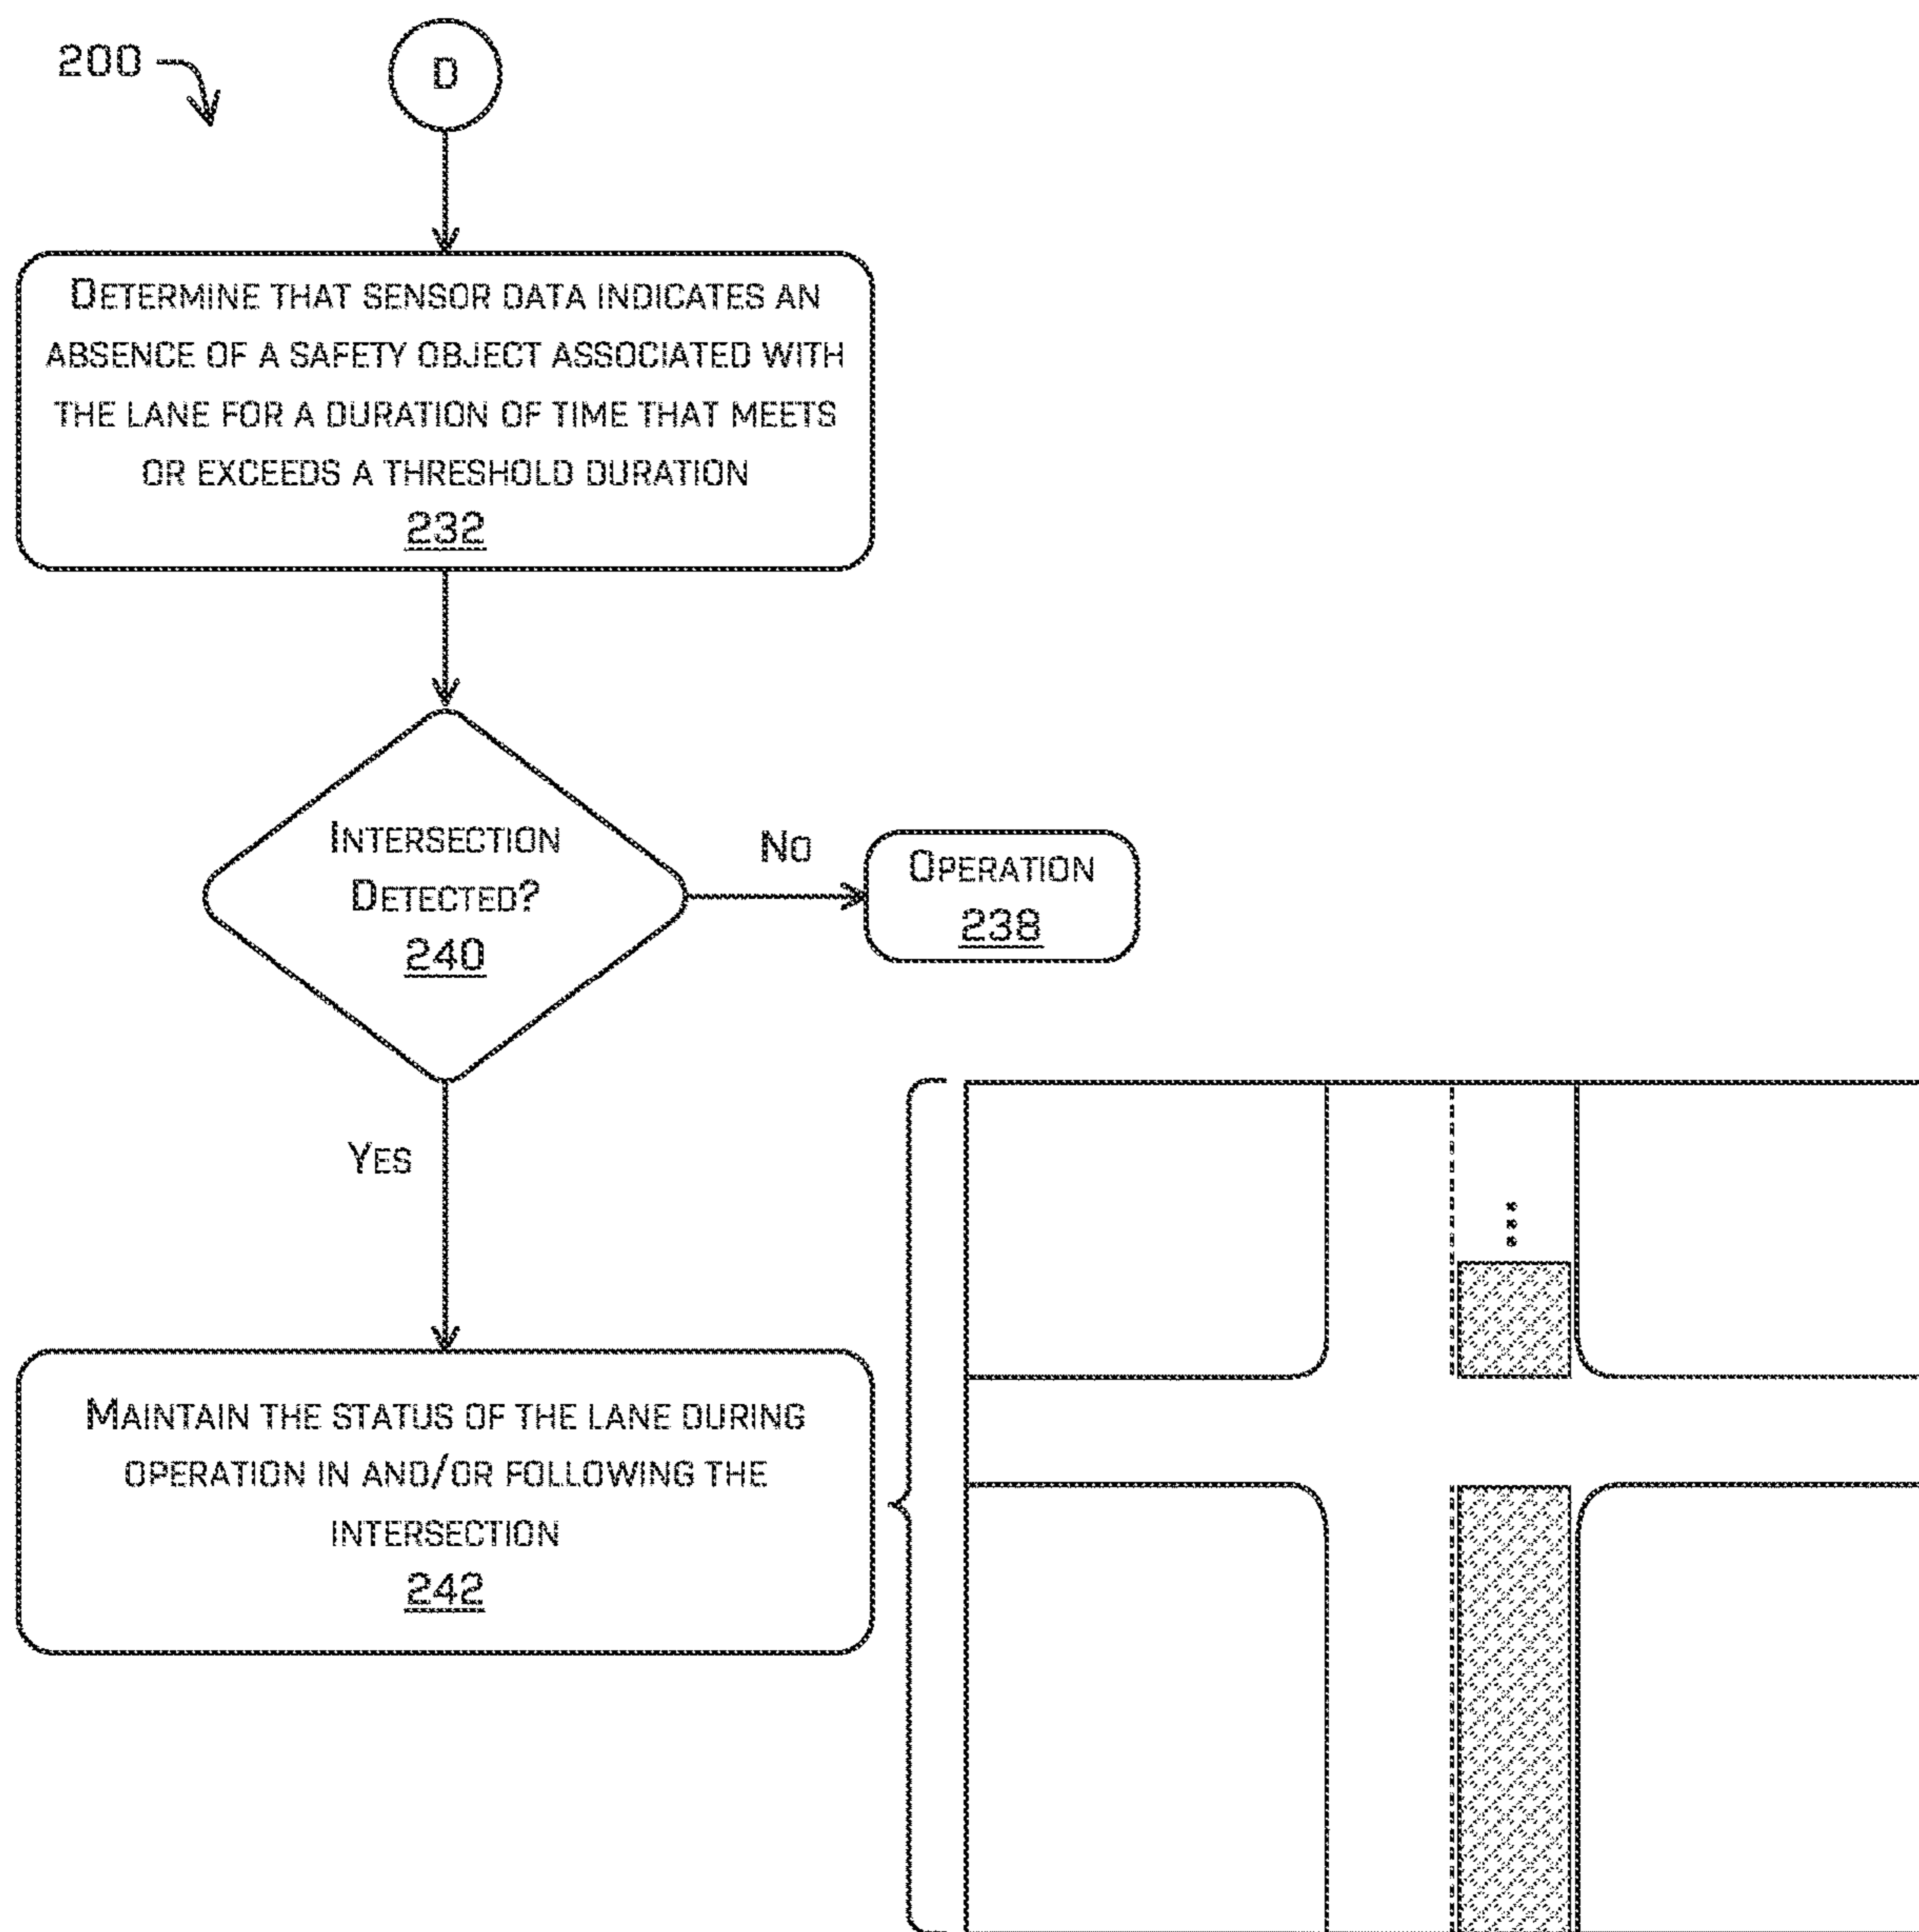 200
D
DETERMINE THAT SENSOR DATA INDICATES AN
ABSENCE OF A SAFETY OBJECT ASSOCIATED WITH
THE LANE FOR A DURATION OF TIME THAT MEETS
OR EXCEEDS A THRESHOLD DURATION
232
INTERSECTION
DETECTED?
240
NO
OPERATION
238
YES
MAINTAIN THE STATUS OF THE LANE DURING
OPERATION IN AND/OR FOLLOWING THE
INTERSECTION
242